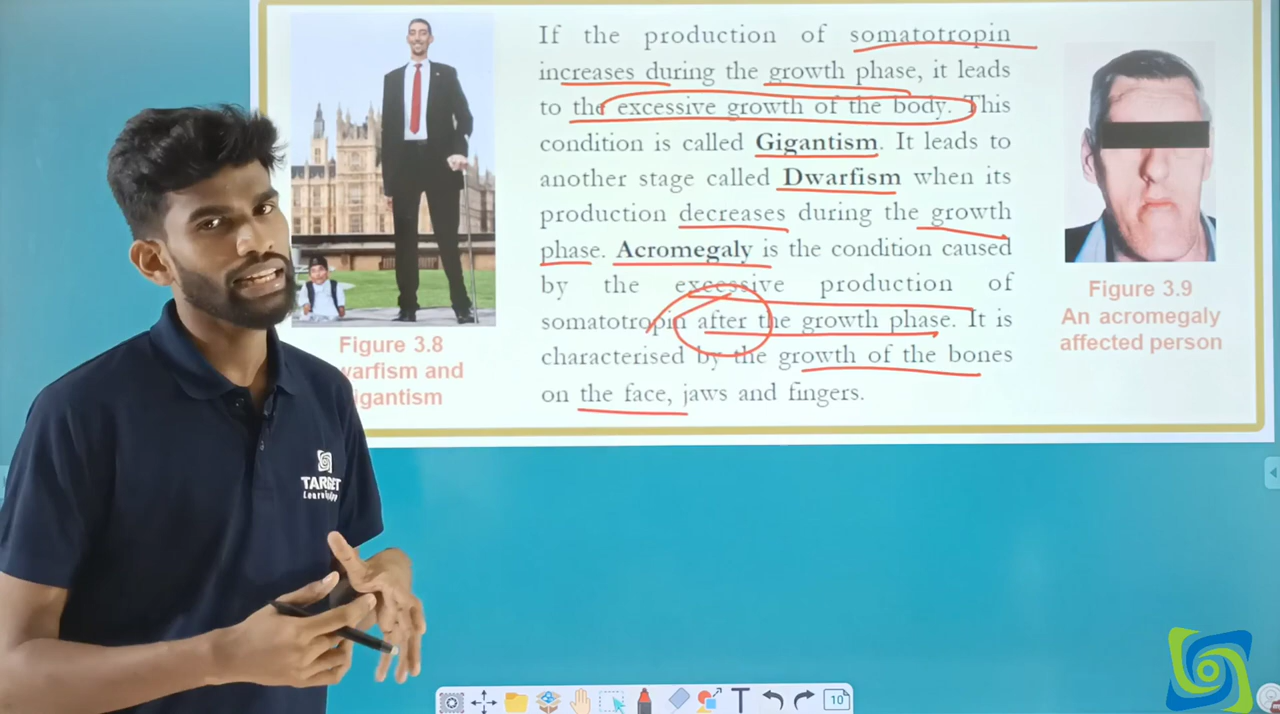 If the production of somatotropin
increases during the growth phase, it leads
to the excessive growth of the body. This
condition is called Gigantism. It leads to
another stage called Dwarfism when its
production decreases during the growth
phase. Acromegaly is the condition caused
by the excessive production of
somatotropin after the growth phase. It is
characterised by the growth of the bones
on the face, jaws and fingers.
Figure 3.8
warfism and
igantism
Figure 3.9
An acromegaly
affected person
TARGET
10